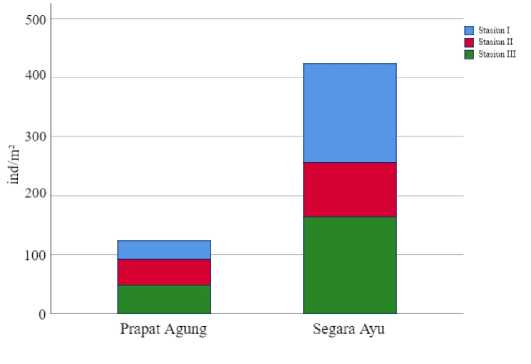 500
400
300
200
100
0
ind/m²
Prapat Agung
Segara Ayu
Stasiun I
Stasiun II
Stasiun III